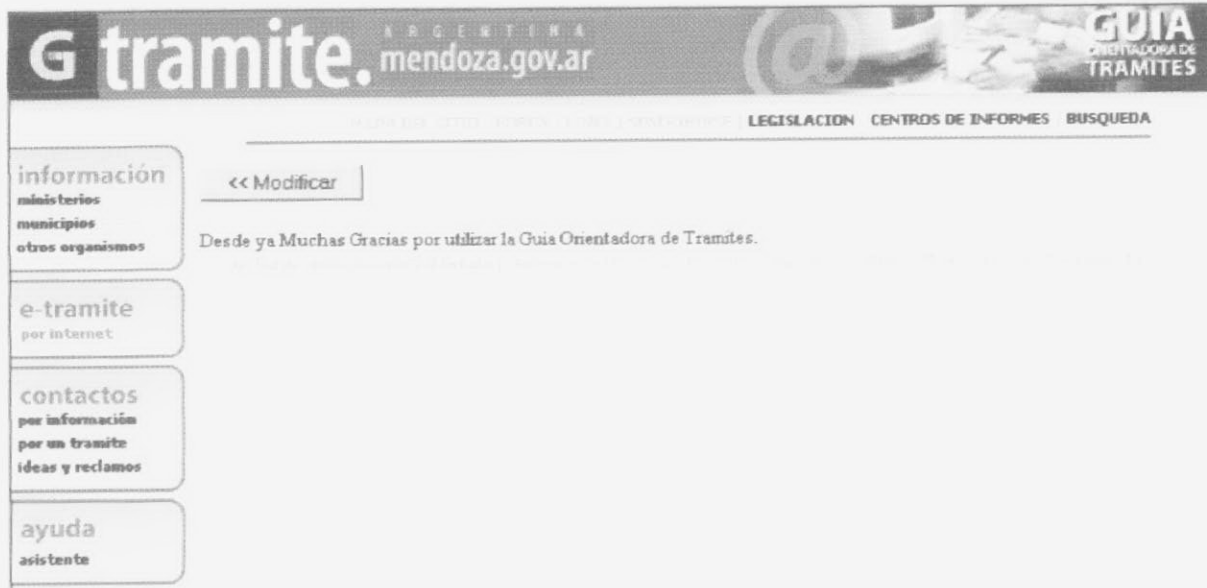 G tramite. ARGENTINA mendoza.gov.ar
@
GUIA
ORIENTADORA DE
TRAMITES
LEGISLACION CENTROS DE INFORMES BUSQUEDA
información
ministerios
municipios
otros organismos
<< Modificar
Desde ya Muchas Gracias por utilizar la Guia Orientadora de Tramites.
e-tramite
por internet
contactos
por información
por un tramite
ideas y reclamos
ayuda
asistente